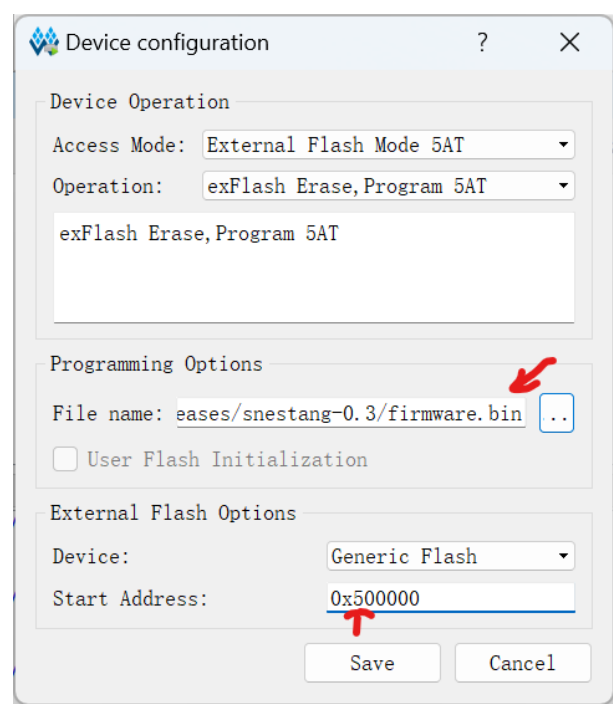 Device configuration ?
Device Operation
Access Mode: External Flash Mode 5AT
Operation: exFlash Erase,Program 5AT
exFlash Erase,Program 5AT
Programming Options
File name: eases/snestang-0.3/firmware.bin ..
User Flash Initialization
External Flash Options
Device: Generic Flash
Start Address: 0x500000
Save Cancel